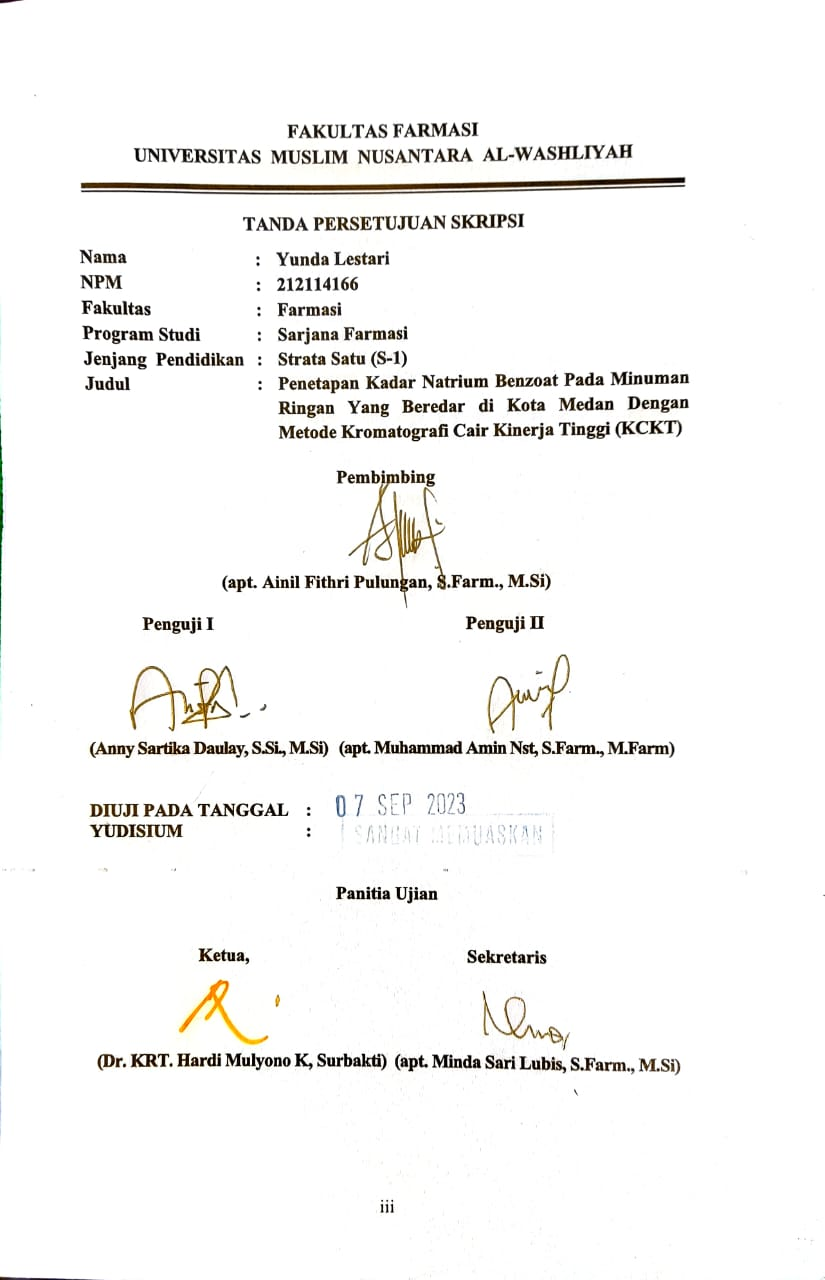 FAKULTAS FARMASI
UNIVERSITAS MUSLIM NUSANTARA AL-WASHLIYAH
TANDA PERSETUJUAN SKRIPSI
Nama : Yunda Lestari
NPM : 212114166
Fakultas : Farmasi
Program Studi : Sarjana Farmasi
Jenjang Pendidikan : Strata Satu (S-1)
Judul : Penetapan Kadar Natrium Benzoat Pada Minuman
Ringan Yang Beredar di Kota Medan Dengan
Metode Kromatografi Cair Kinerja Tinggi (KCKT)
Pembimbing
(apt. Ainil Fithri Pulungan, S.Farm., M.Si)
Penguji I Penguji II
(Anny Sartika Daulay, S.Si., M.Si) (apt. Muhammad Amin Nst, S.Farm., M.Farm)
DIUJI PADA TANGGAL : 07 SEP 2023
YUDISIUM : SANGAT MEMUASKAN
Panitia Ujian
Ketua, Sekretaris
(Dr. KRT. Hardi Mulyono K, Surbakti) (apt. Minda Sari Lubis, S.Farm., M.Si)
iii